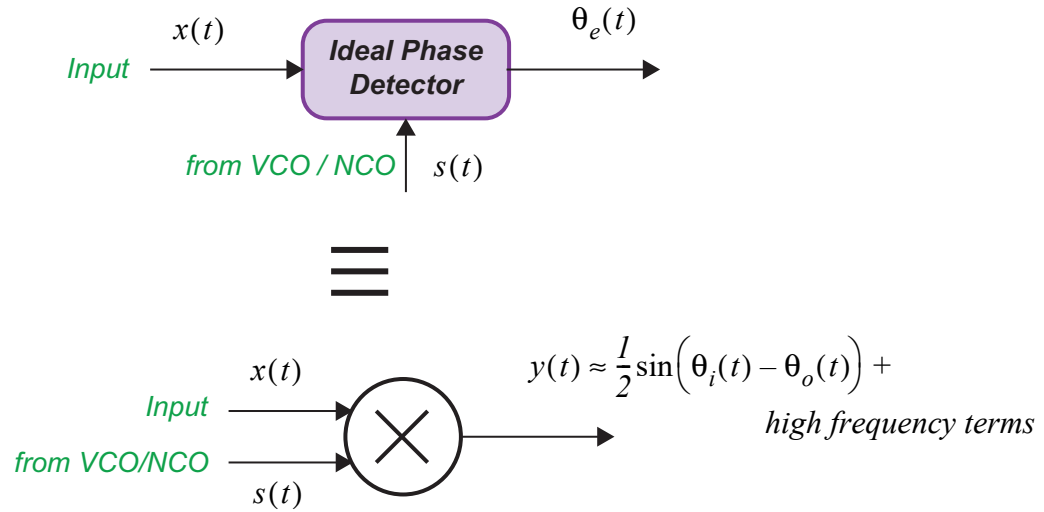 x(t)
θe(t)
Input
Ideal Phase
Detector
from VCO / NCO
s(t)
≡
y(t) ≈ 1/2 sin(θi(t) – θo(t)) +
high frequency terms
x(t)
Input
from VCO/NCO
s(t)